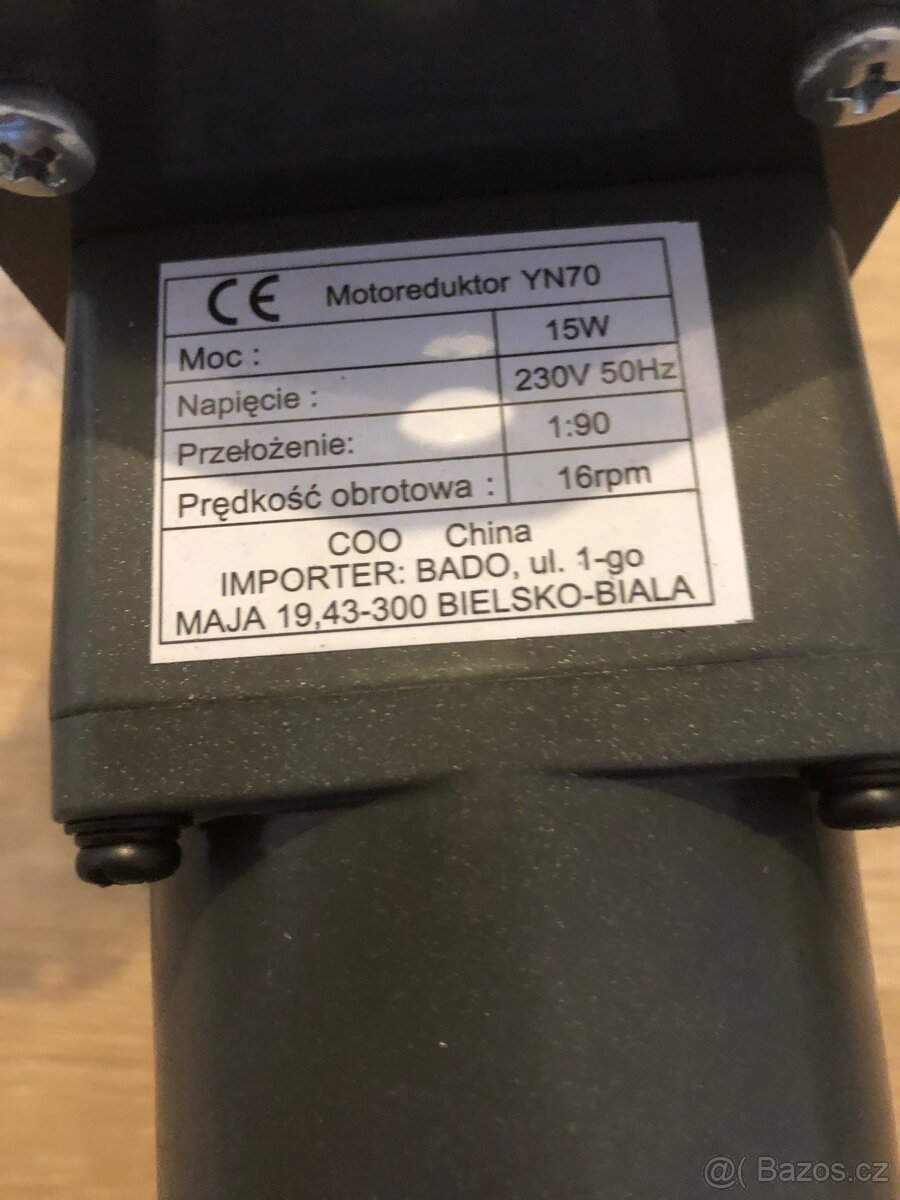 CE Motoreduktor YN70
Moc : 15W
Napięcie : 230V 50Hz
Przełożenie: 1:90
Prędkość obrotowa : 16rpm
COO China
IMPORTER: BADO, ul. 1-go
MAJA 19,43-300 BIELSKO-BIALA
@( Bazos.cz